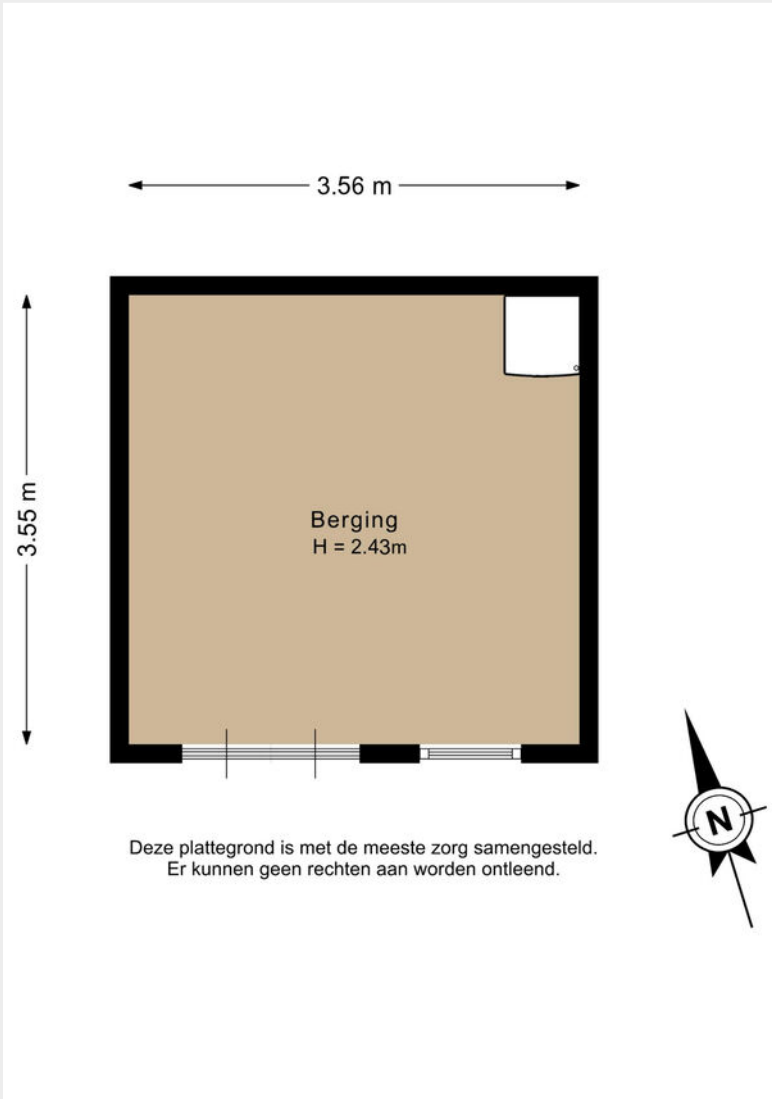 3.56 m
3.55 m
Berging
H = 2.43m
N
Deze plattegrond is met de meeste zorg samengesteld.
Er kunnen geen rechten aan worden ontleend.